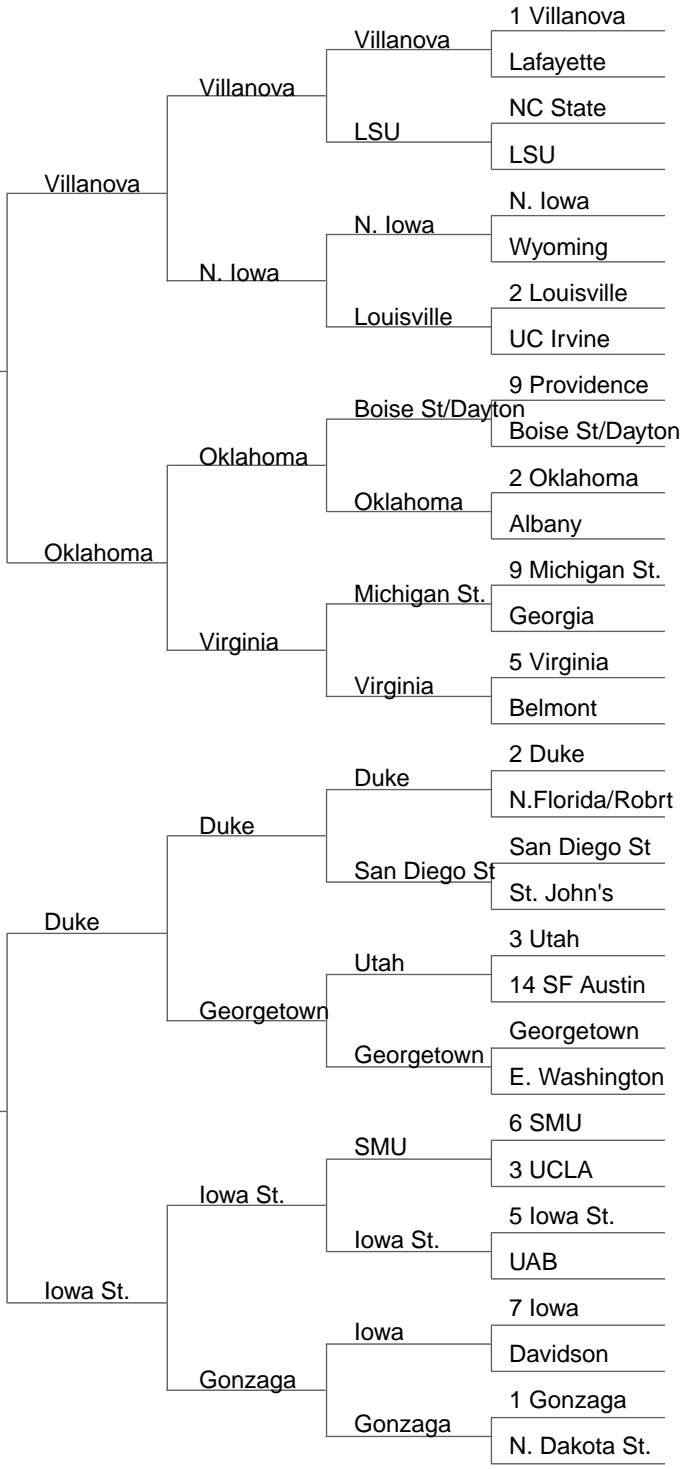 1 Villanova
Villanova
Lafayette
Villanova
NC State
LSU
LSU
Villanova
N. Iowa
N. Iowa
Wyoming
N. Iowa
2 Louisville
Louisville
UC Irvine
9 Providence
Boise St/Dayton
Boise St/Dayton
Oklahoma
2 Oklahoma
Oklahoma
Albany
Oklahoma
9 Michigan St.
Michigan St.
Georgia
Virginia
5 Virginia
Virginia
Belmont
2 Duke
Duke
N.Florida/Robrt
Duke
San Diego St
San Diego St
St. John's
Duke
3 Utah
Utah
14 SF Austin
Georgetown
Georgetown
Georgetown
E. Washington
6 SMU
SMU
3 UCLA
Iowa St.
5 Iowa St.
Iowa St.
UAB
Iowa St.
7 Iowa
Iowa
Davidson
Gonzaga
1 Gonzaga
Gonzaga
N. Dakota St.